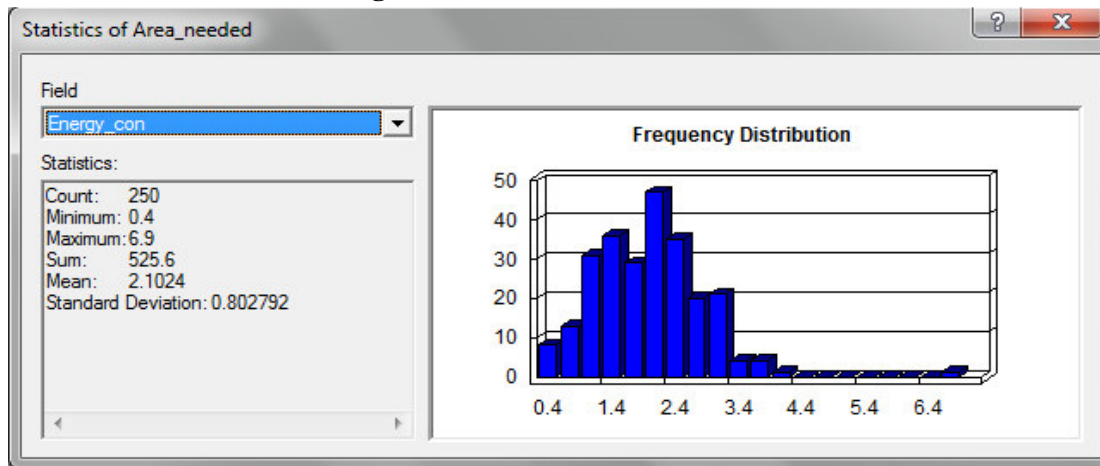 Statistics of Area_needed
?
X
Field
Energy_con
Statistics:
Count: 250
Minimum: 0.4
Maximum: 6.9
Sum: 525.6
Mean: 2.1024
Standard Deviation: 0.802792
Frequency Distribution
50
40
30
20
10
0
0.4 1.4 2.4 3.4 4.4 5.4 6.4